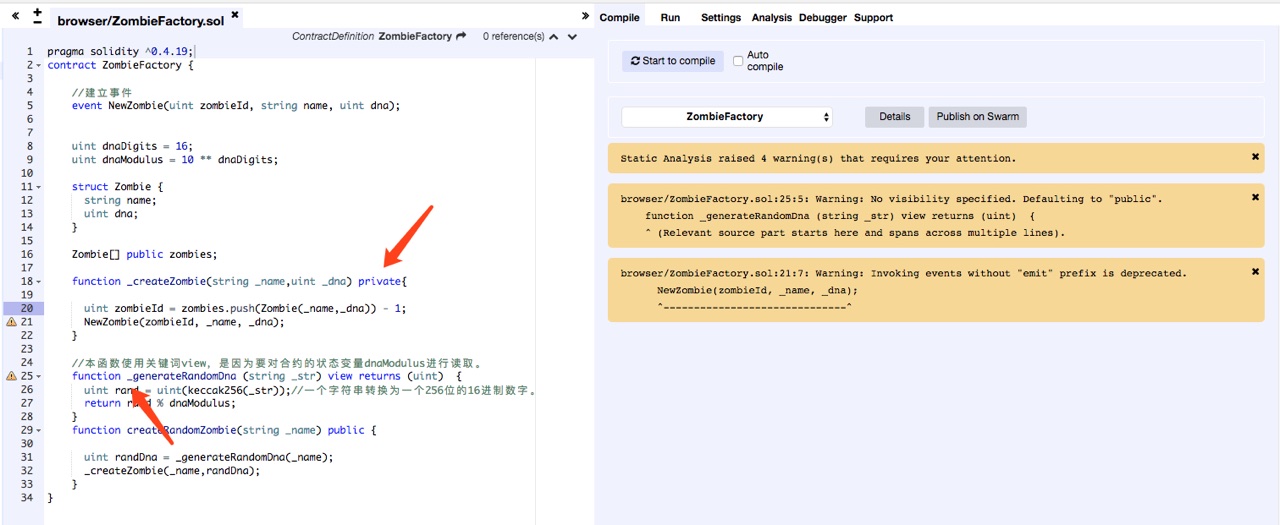 browser/ZombieFactory.sol
ContractDefinition ZombieFactory 0 reference(s)
1 pragma solidity ^0.4.19;
2 contract ZombieFactory {
3
4 //建立事件
5 event NewZombie(uint zombieId, string name, uint dna);
6
7
8 uint dnaDigits = 16;
9 uint dnaModulus = 10 ** dnaDigits;
10
11 struct Zombie {
12 string name;
13 uint dna;
14 }
15
16 Zombie[] public zombies;
17
18 function _createZombie(string _name,uint _dna) private{
19
20 uint zombieId = zombies.push(Zombie(_name,_dna)) - 1;
21 NewZombie(zombieId, _name, _dna);
22 }
23
24 //本函数使用关键词view, 是因为要对合约的状态变量dnaModulus进行读取。
25 function _generateRandomDna (string _str) view returns (uint) {
26 uint rand = uint(keccak256(_str));//一个字符串转换为一个256位的16进制数字。
27 return rand % dnaModulus;
28 }
29 function createRandomZombie(string _name) public {
30
31 uint randDna = _generateRandomDna(_name);
32 _createZombie(_name,randDna);
33 }
34 }
Compile Run Settings Analysis Debugger Support
Start to compile
Auto
compile
ZombieFactory
Details
Publish on Swarm
Static Analysis raised 4 warning(s) that requires your attention.
browser/ZombieFactory.sol:25:5: Warning: No visibility specified. Defaulting to "public".
function _generateRandomDna (string _str) view returns (uint) {
^ (Relevant source part starts here and spans across multiple lines).
browser/ZombieFactory.sol:21:7: Warning: Invoking events without "emit" prefix is deprecated.
NewZombie(zombieId, _name, _dna);
^------------------------------^